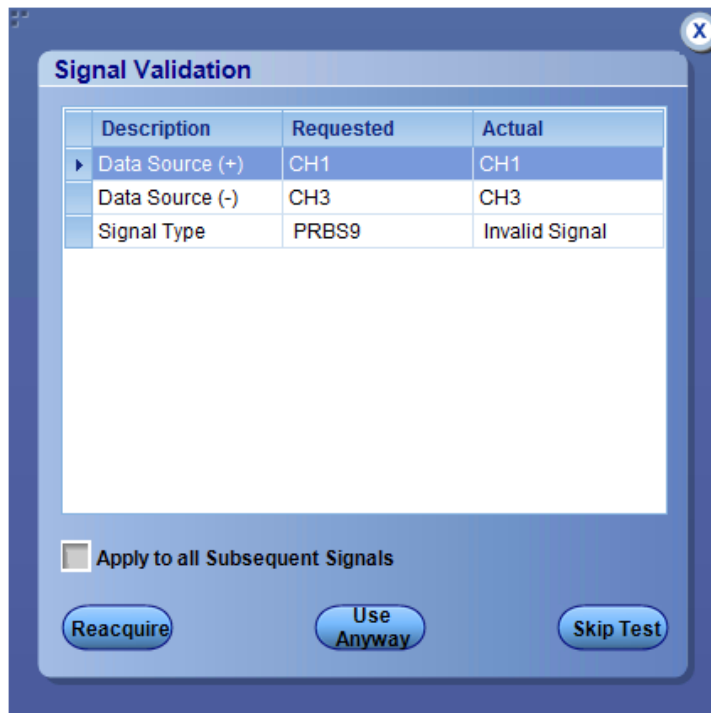 X
Signal Validation
Description Requested Actual
Data Source (+) CH1 CH1
Data Source (-) CH3 CH3
Signal Type PRBS9 Invalid Signal
Apply to all Subsequent Signals
Reacquire Use Anyway Skip Test